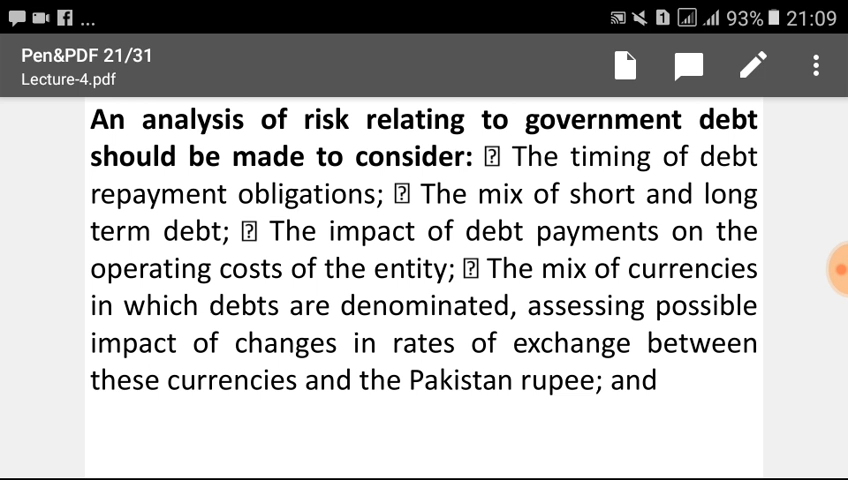 ... 93% 21:09
Pen&PDF 21/31
Lecture-4.pdf
An analysis of risk relating to government debt
should be made to consider: ⍰ The timing of debt
repayment obligations; ⍰ The mix of short and long
term debt; ⍰ The impact of debt payments on the
operating costs of the entity; ⍰ The mix of currencies
in which debts are denominated, assessing possible
impact of changes in rates of exchange between
these currencies and the Pakistan rupee; and